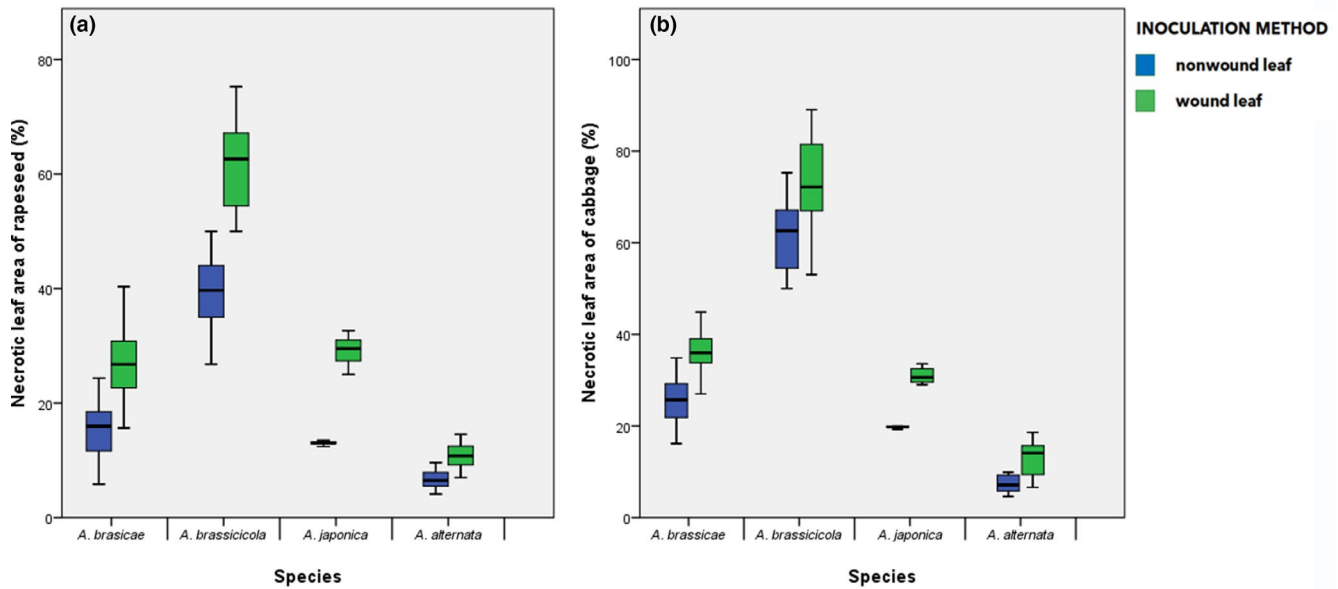 (a)
80
60
40
20
0
Necrotic leaf area of rapeseed (%)
A. brasicae
A. brassicicola
A. japonica
A. alternata
Species
(b)
100
80
60
40
20
0
Necrotic leaf area of cabbage (%)
A. brassicae
A. brassicicola
A. japonica
A. alternata
Species
INOCULATION METHOD
nonwound leaf
wound leaf